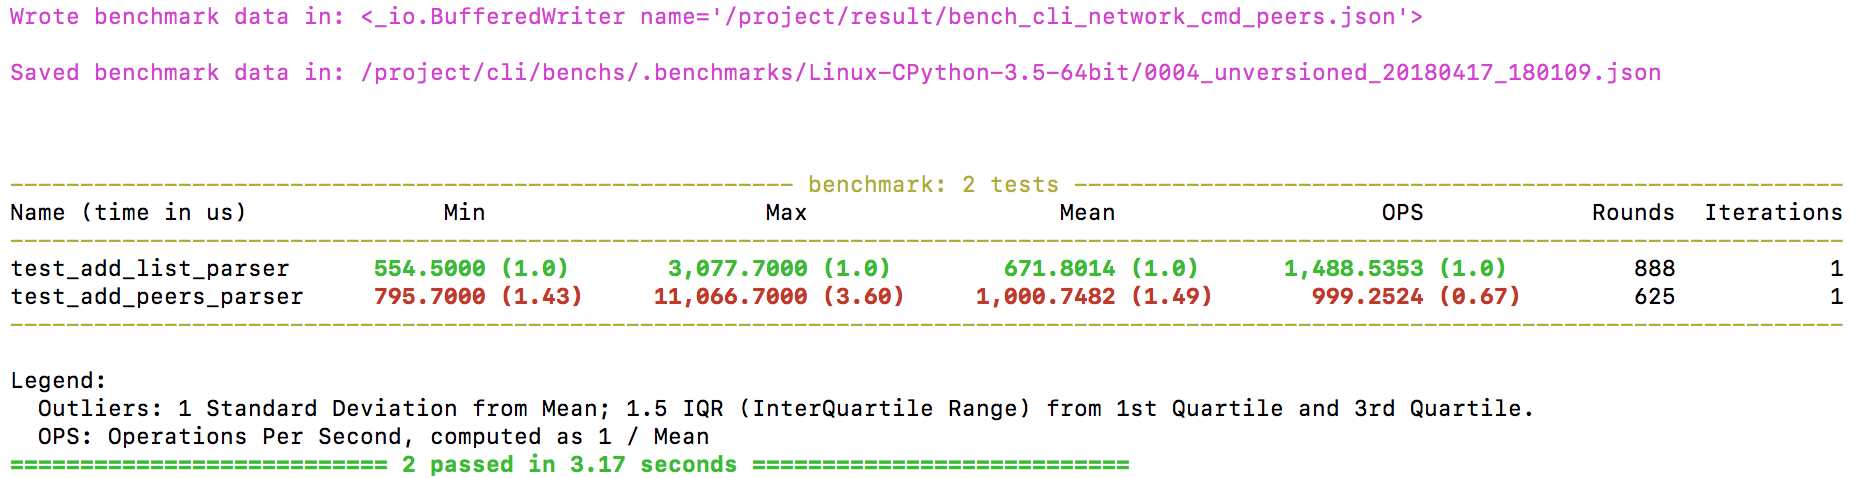 Wrote benchmark data in: <_io.BufferedWriter name='/project/result/bench_cli_network_cmd_peers.json'>
Saved benchmark data in: /project/cli/benchs/.benchmarks/Linux-CPython-3.5-64bit/0004_unversioned_20180417_180109.json
-------------------------------------------------------- benchmark: 2 tests -------------------------------------------------------
Name (time in us) Min Max Mean OPS Rounds Iterations
-----------------------------------------------------------------------------------------------------------------------------------
test_add_list_parser 554.5000 (1.0) 3,077.7000 (1.0) 671.8014 (1.0) 1,488.5353 (1.0) 888 1
test_add_peers_parser 795.7000 (1.43) 11,066.7000 (3.60) 1,000.7482 (1.49) 999.2524 (0.67) 625 1
-----------------------------------------------------------------------------------------------------------------------------------
Legend:
Outliers: 1 Standard Deviation from Mean; 1.5 IQR (InterQuartile Range) from 1st Quartile and 3rd Quartile.
OPS: Operations Per Second, computed as 1 / Mean
=========================== 2 passed in 3.17 seconds ===========================